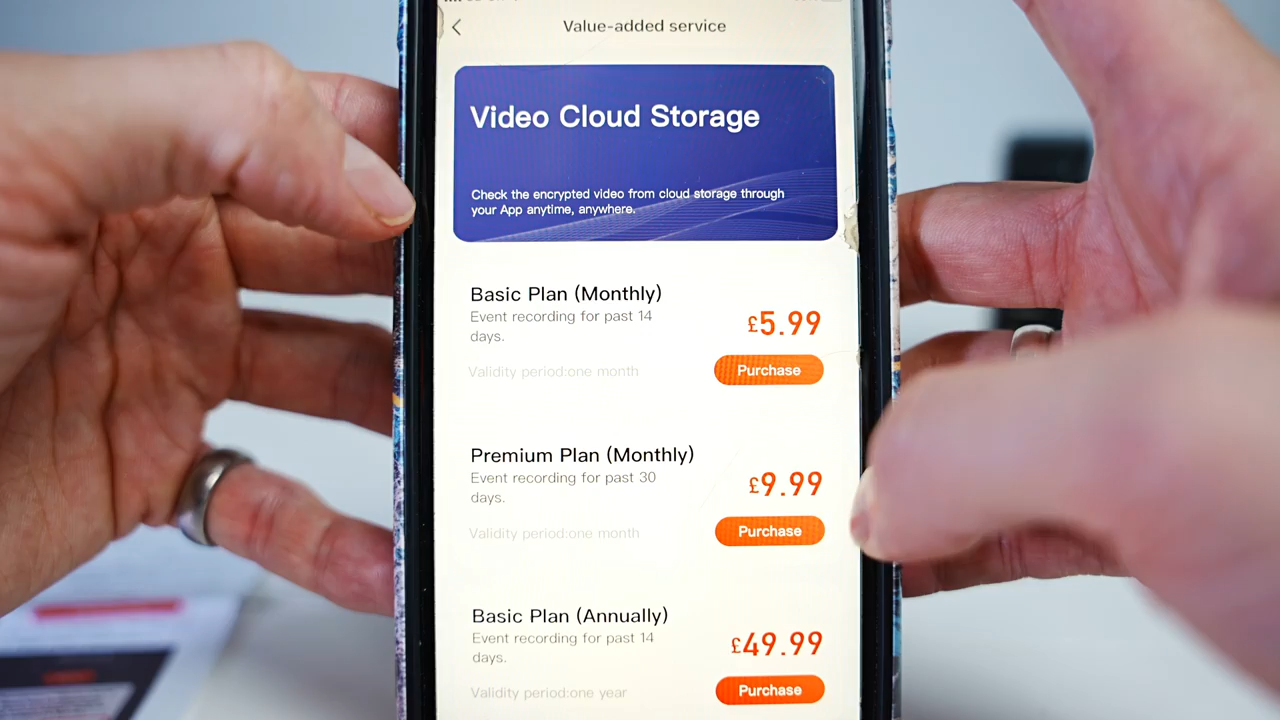 Value-added service
Video Cloud Storage
Check the encrypted video from cloud storage through
your App anytime, anywhere.
Basic Plan (Monthly)
Event recording for past 14
days.
£5.99
Validity period:one month
Purchase
Premium Plan (Monthly)
Event recording for past 30
days.
£9.99
Validity period:one month
Purchase
Basic Plan (Annually)
Event recording for past 14
days.
£49.99
Validity period:one year
Purchase